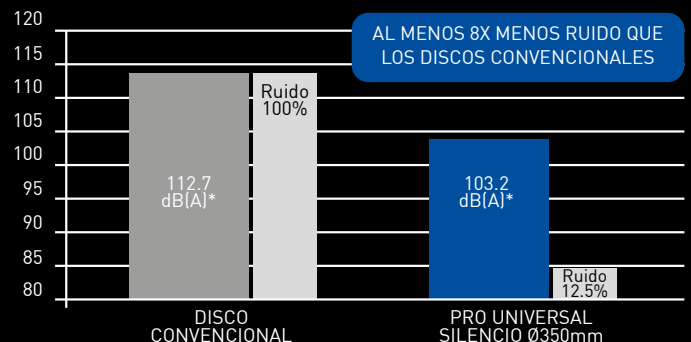 120
115
110
105
100
95
90
85
80
AL MENOS 8X MENOS RUIDO QUE
LOS DISCOS CONVENCIONALES
Ruido
100%
112.7
dB(A)*
103.2
dB(A)*
Ruido
12.5%
DISCO
CONVENCIONAL
PRO UNIVERSAL
SILENCIO Ø350mm